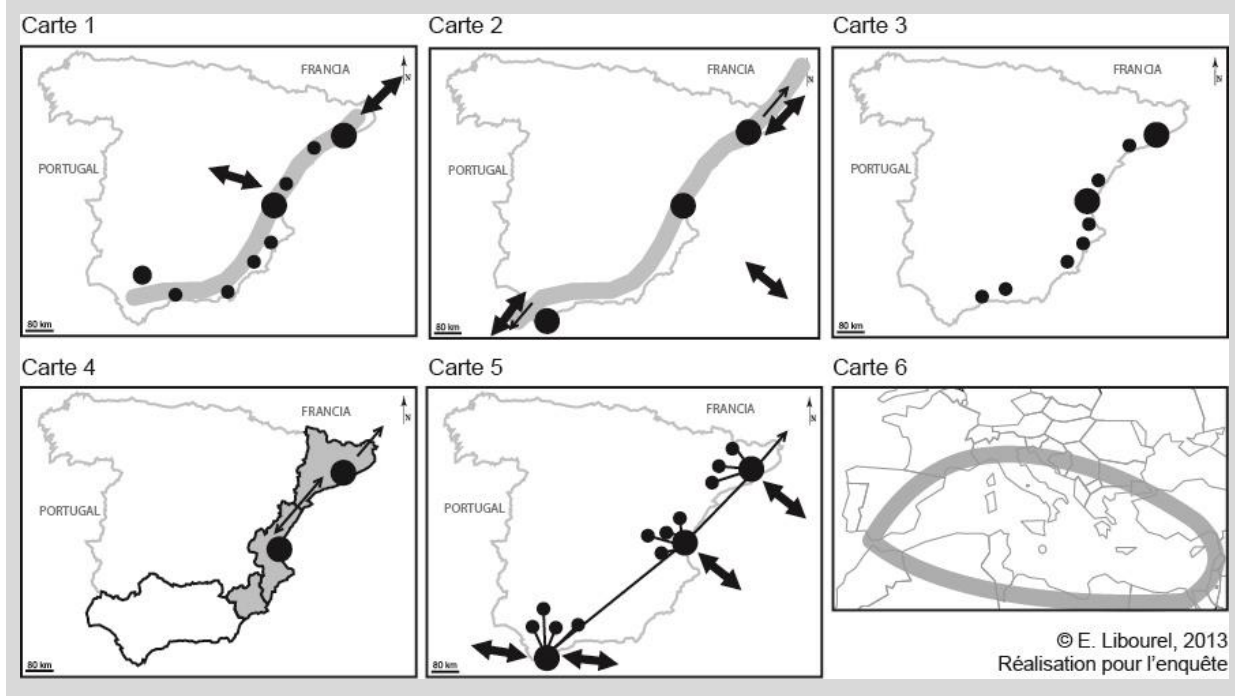 Carte 1
FRANCIA
N
PORTUGAL
80 km
Carte 2
FRANCIA
N
PORTUGAL
80 km
Carte 3
FRANCIA
N
PORTUGAL
80 km
Carte 4
FRANCIA
N
PORTUGAL
80 km
Carte 5
FRANCIA
N
PORTUGAL
80 km
Carte 6
© E. Libourel, 2013
Réalisation pour l'enquête